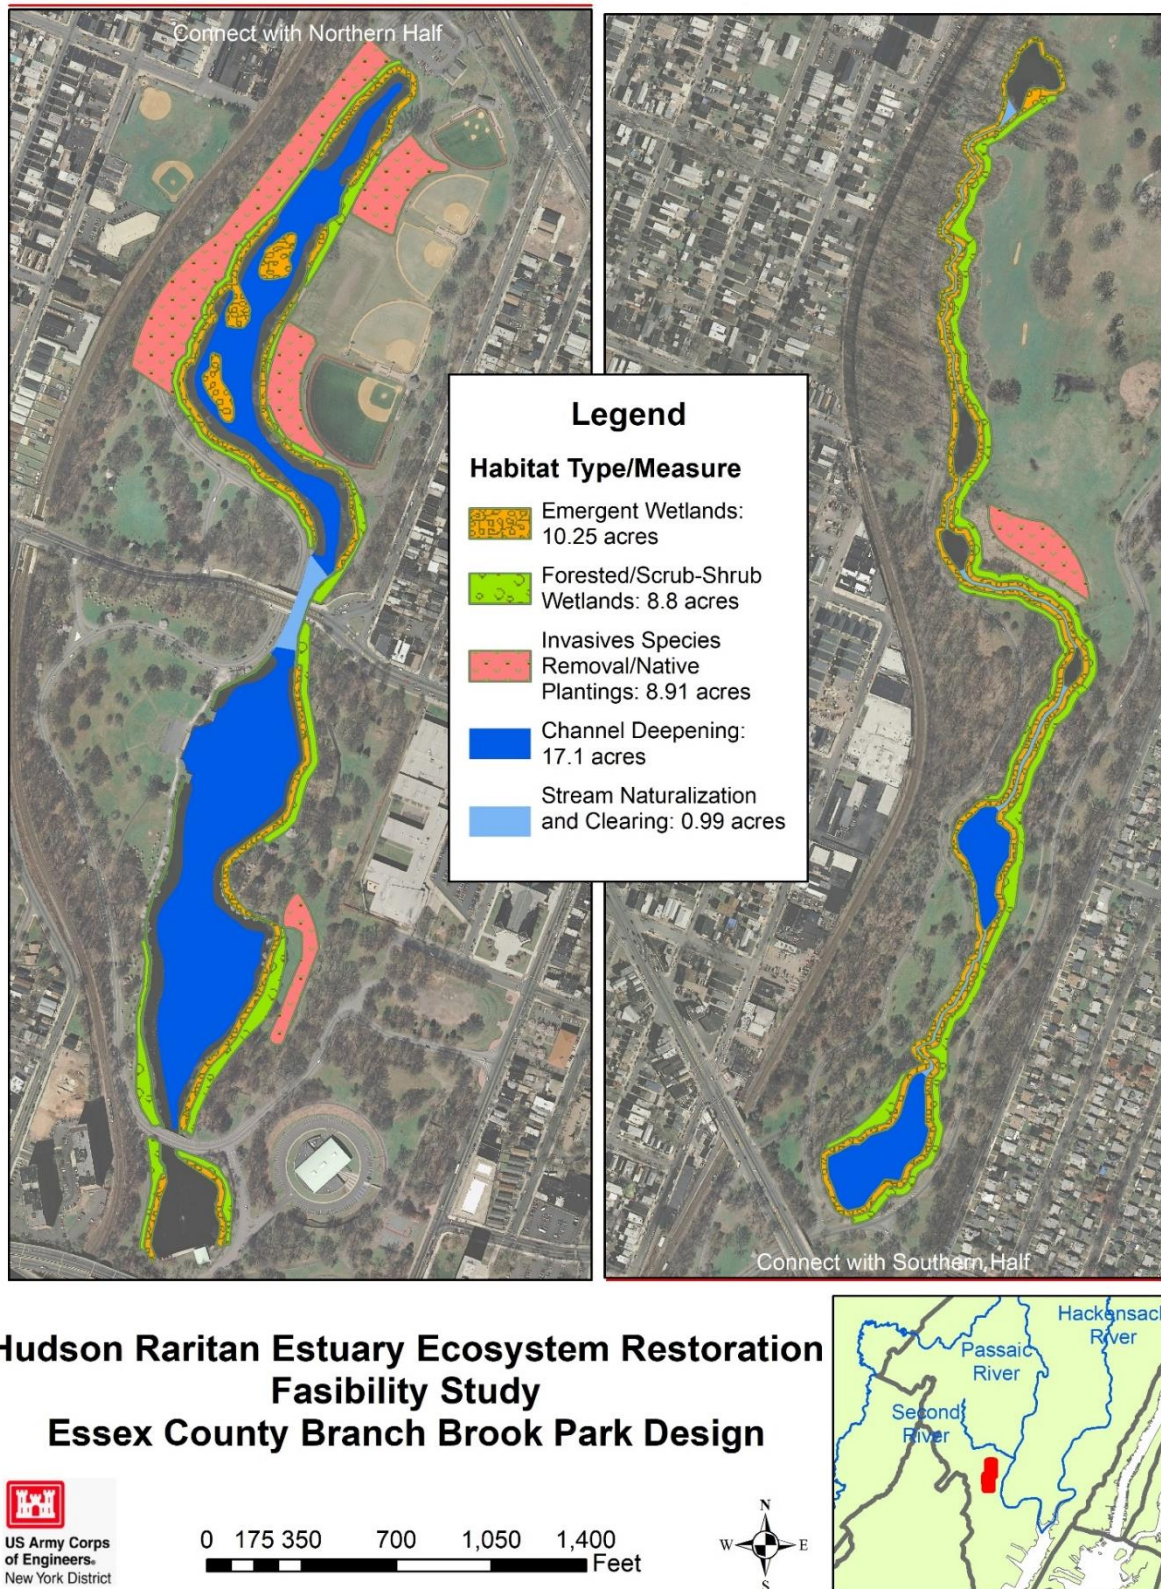 Connect with Northern Half
Legend
Habitat Type/Measure
Emergent Wetlands:
10.25 acres
Forested/Scrub-Shrub
Wetlands: 8.8 acres
Invasives Species
Removal/Native
Plantings: 8.91 acres
Channel Deepening:
17.1 acres
Stream Naturalization
and Clearing: 0.99 acres
Connect with Southern Half
Hudson Raritan Estuary Ecosystem Restoration
Fasibility Study
Essex County Branch Brook Park Design
US Army Corps
of Engineers®
New York District
0 175 350 700 1,050 1,400
Feet
N
W E
S
Hackensack
River
Passaic
River
Second
River